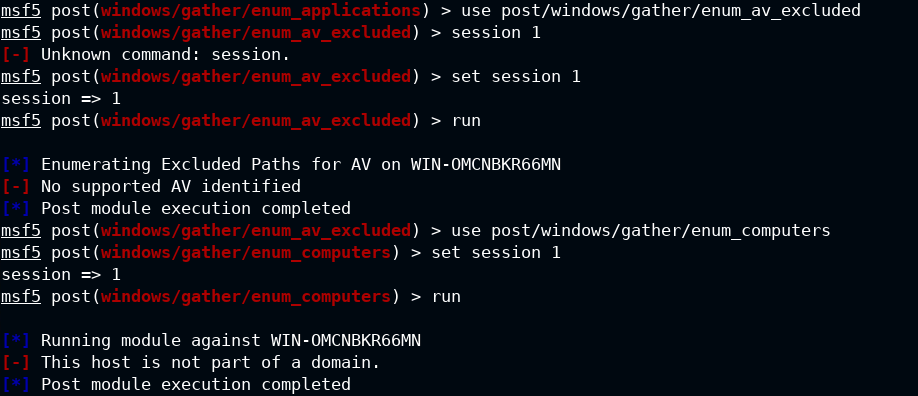 msf5 post(windows/gather/enum_applications) > use post/windows/gather/enum_av_excluded
msf5 post(windows/gather/enum_av_excluded) > session 1
[-] Unknown command: session.
msf5 post(windows/gather/enum_av_excluded) > set session 1
session => 1
msf5 post(windows/gather/enum_av_excluded) > run
[*] Enumerating Excluded Paths for AV on WIN-OMCNBKR66MN
[-] No supported AV identified
[*] Post module execution completed
msf5 post(windows/gather/enum_av_excluded) > use post/windows/gather/enum_computers
msf5 post(windows/gather/enum_computers) > set session 1
session => 1
msf5 post(windows/gather/enum_computers) > run
[*] Running module against WIN-OMCNBKR66MN
[-] This host is not part of a domain.
[*] Post module execution completed